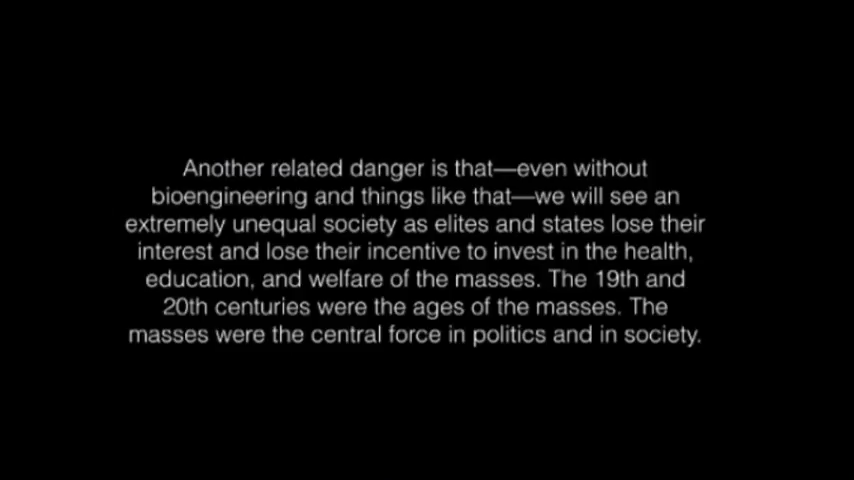 Another related danger is that—even without
bioengineering and things like that—we will see an
extremely unequal society as elites and states lose their
interest and lose their incentive to invest in the health,
education, and welfare of the masses. The 19th and
20th centuries were the ages of the masses. The
masses were the central force in politics and in society.